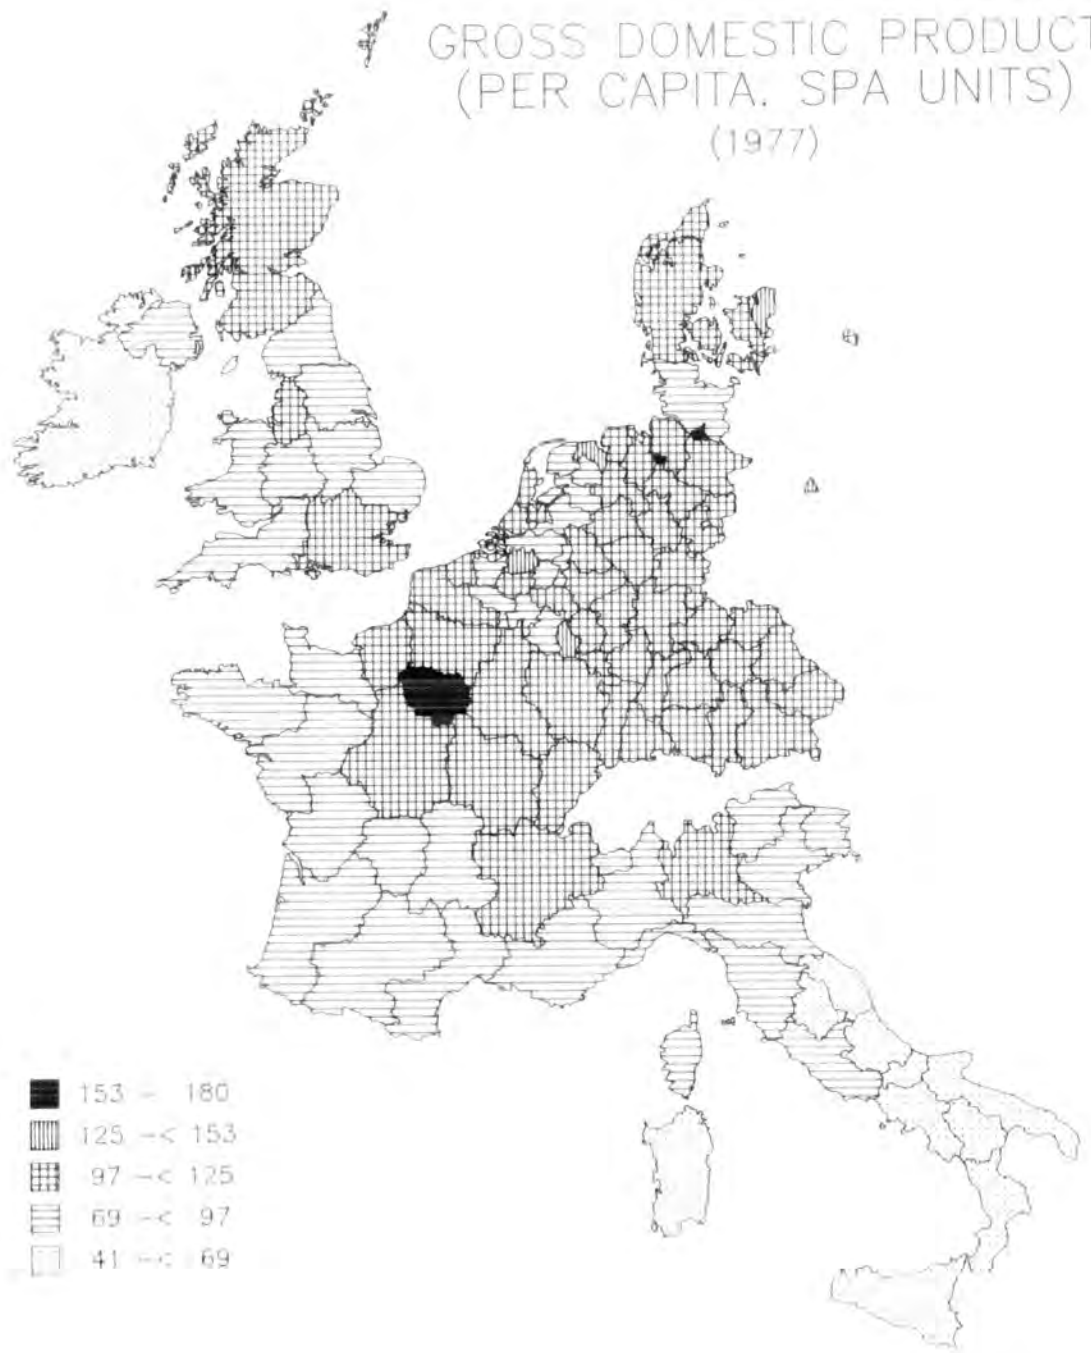 GROSS DOMESTIC PRODUCT
(PER CAPITA. SPA UNITS)
(1977)
153 - 180
125 -< 153
97 -< 125
69 -< 97
41 -< 69